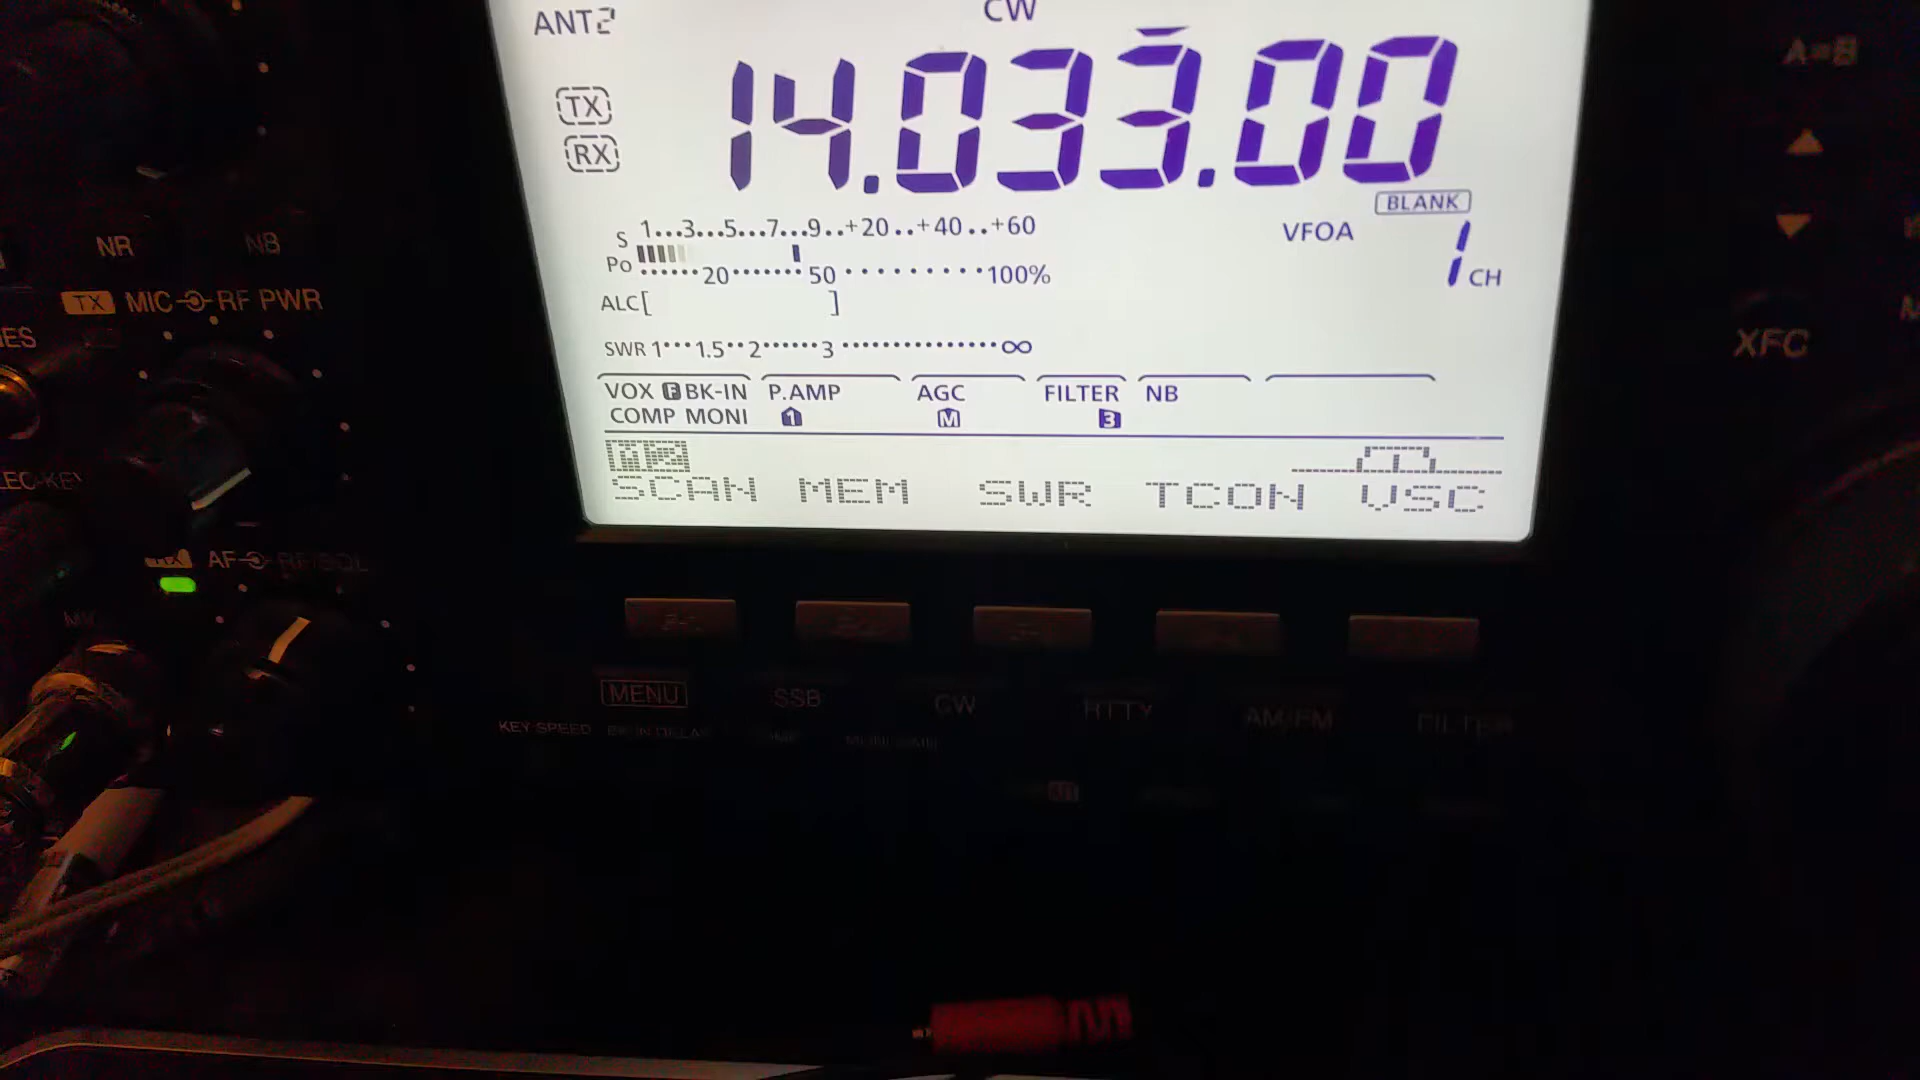 ANT2
CW
A=B
TX
14.033.00
RX
BLANK
VFOA
1 CH
S 1...3...5...7...9..+20..+40..+60
Po ......20.......50..........100%
ALC[ ]
SWR 1•••1.5••2••••••3•••••••••••••••∞
VOX F BK-IN P.AMP AGC FILTER NB
COMP MONI 1 M 3
SCAN MEM SWR TCON VSC
NR
NB
TX MIC RF PWR
XFC
ELEC-KEY
RX AF RF/SQL
MENU
SSB
CW
RTTY
AM/FM
FILTER
KEY SPEED
BK-IN DELAY